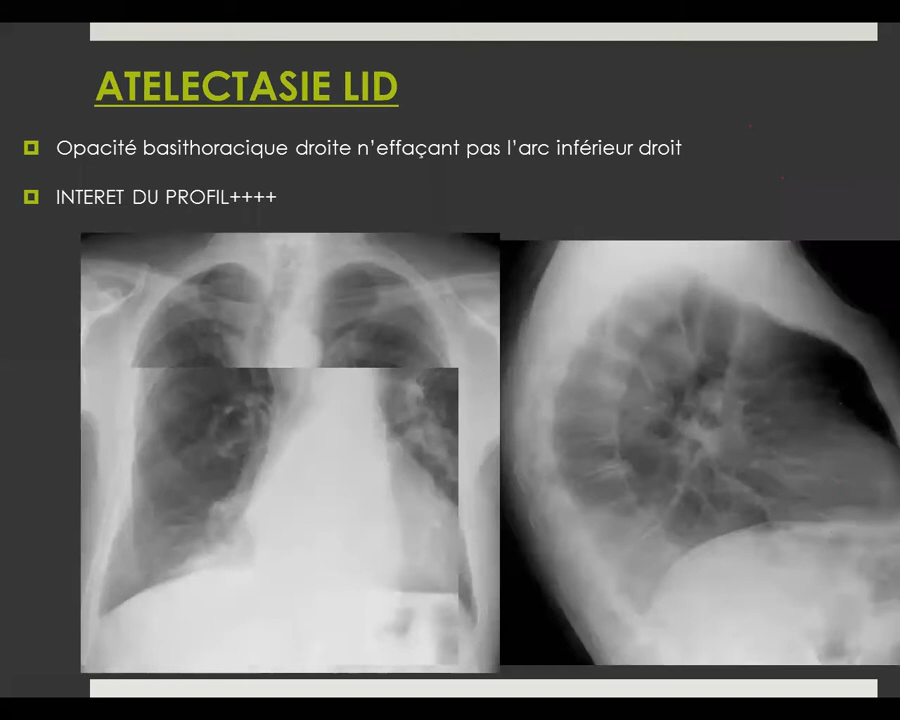 ATELECTASIE LID
Opacité basithoracique droite n’effaçant pas l’arc inférieur droit
INTERET DU PROFIL++++